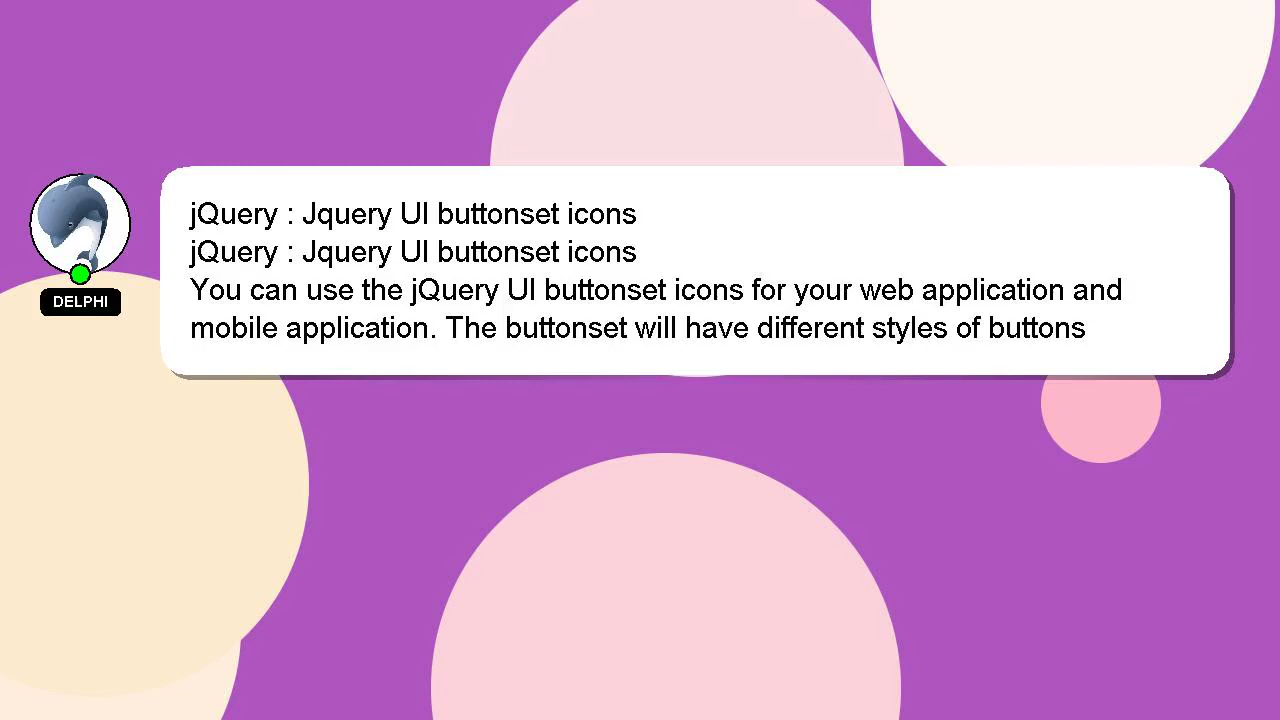 jQuery : Jquery UI buttonset icons
jQuery : Jquery UI buttonset icons
You can use the jQuery UI buttonset icons for your web application and
mobile application. The buttonset will have different styles of buttons
DELPHI